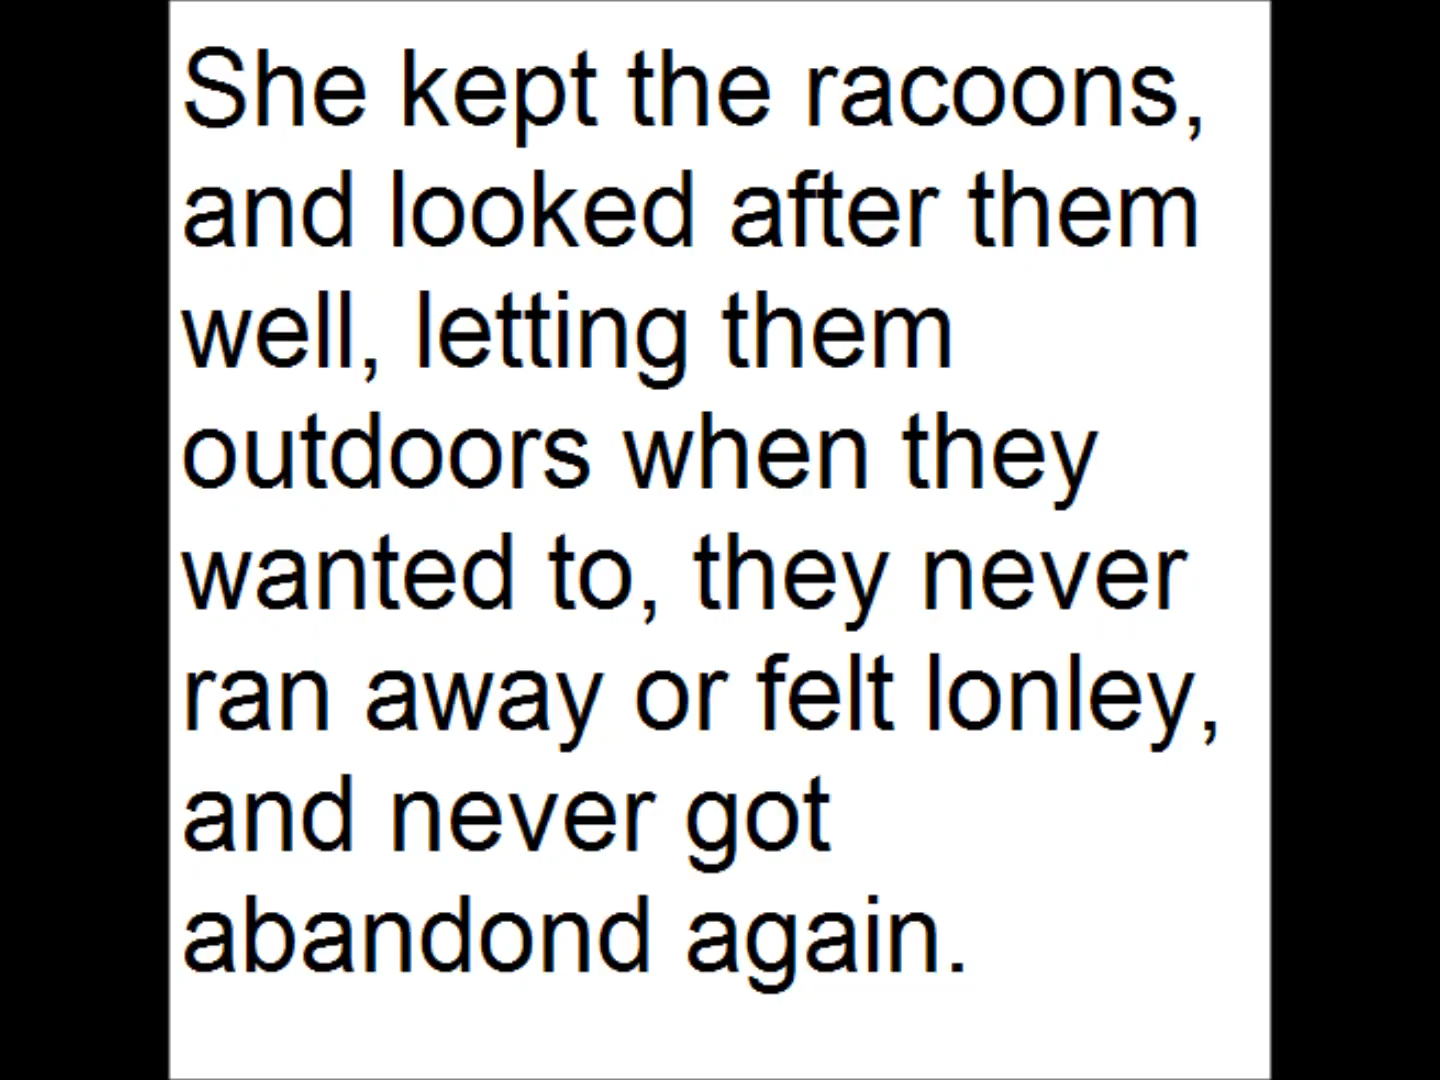 She kept the racoons,
and looked after them
well, letting them
outdoors when they
wanted to, they never
ran away or felt lonley,
and never got
abandond again.